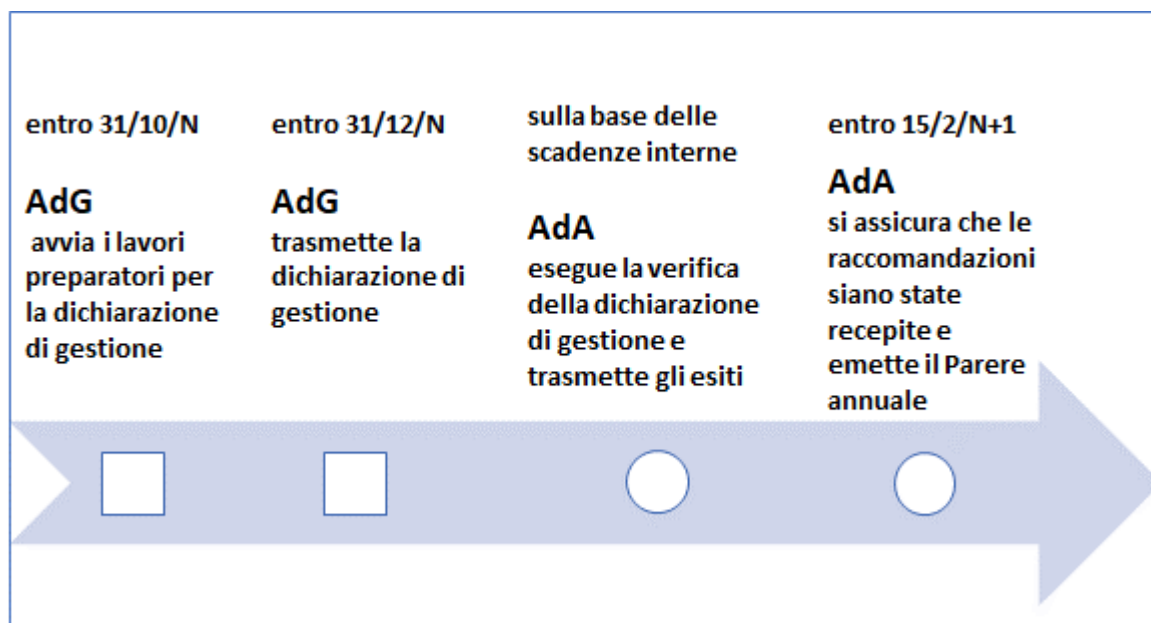 entro 31/10/N
AdG
avvia i lavori
preparatori per
la dichiarazione
di gestione
entro 31/12/N
AdG
trasmette la
dichiarazione di
gestione
sulla base delle
scadenze interne
AdA
esegue la verifica
della dichiarazione
di gestione e
trasmette gli esiti
entro 15/2/N+1
AdA
si assicura che le
raccomandazioni
siano state
recepite e
emette il Parere
annuale